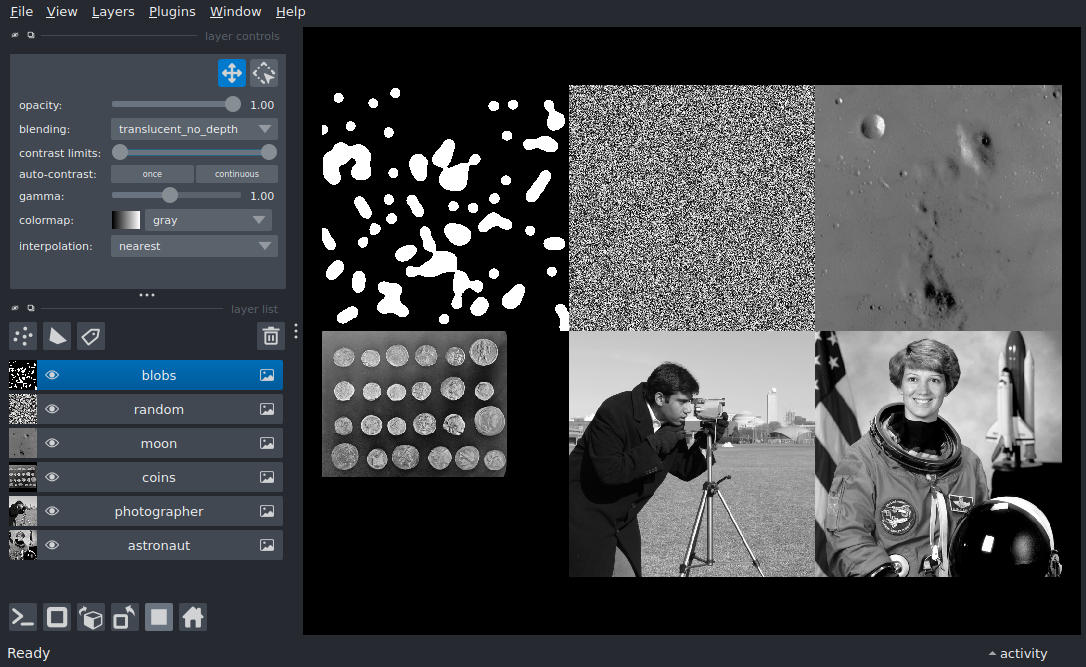 File View Layers Plugins Window Help
layer controls
opacity: 1.00
blending: translucent_no_depth
contrast limits:
auto-contrast: once continuous
gamma: 1.00
colormap: gray
interpolation: nearest
layer list
blobs
random
moon
coins
photographer
astronaut
Ready
activity